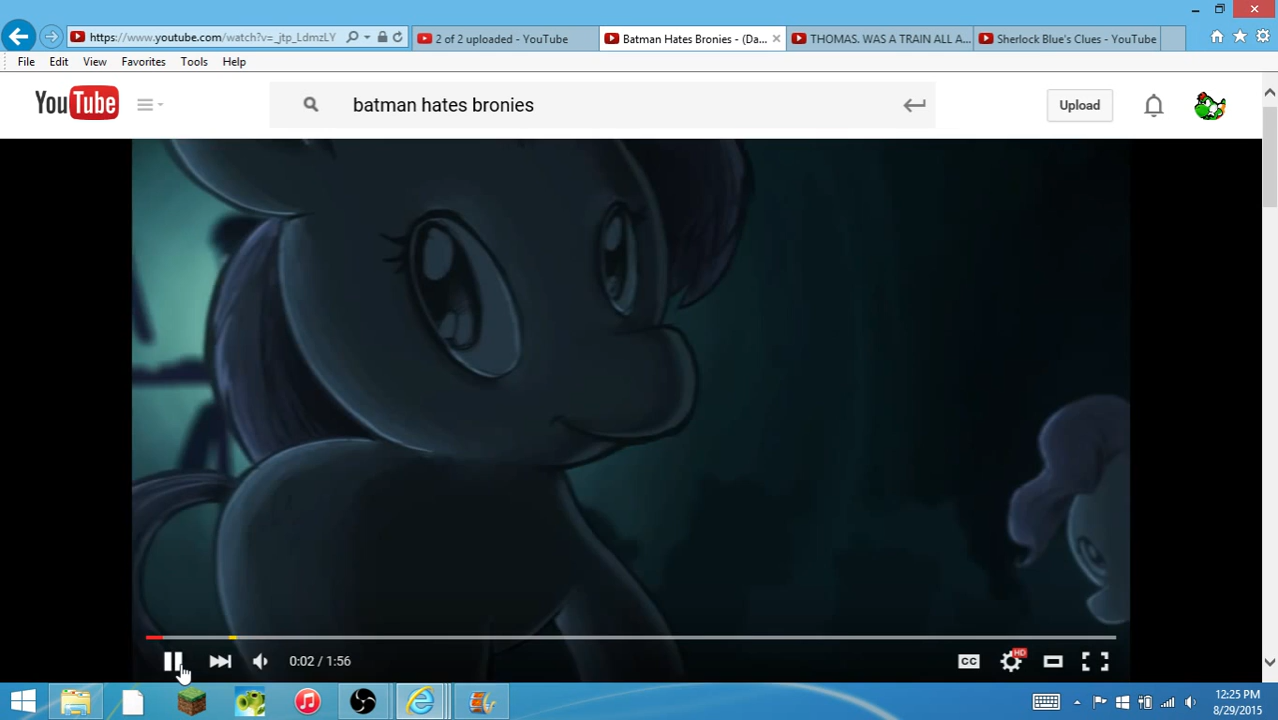 https://www.youtube.com/watch?v=_jtp_LdmzLY
2 of 2 uploaded - YouTube
Batman Hates Bronies - (Da...
THOMAS. WAS A TRAIN ALL A...
Sherlock Blue's Clues - YouTube
File Edit View Favorites Tools Help
YouTube
batman hates bronies
Upload
0:02 / 1:56
CC
HD
12:25 PM
8/29/2015